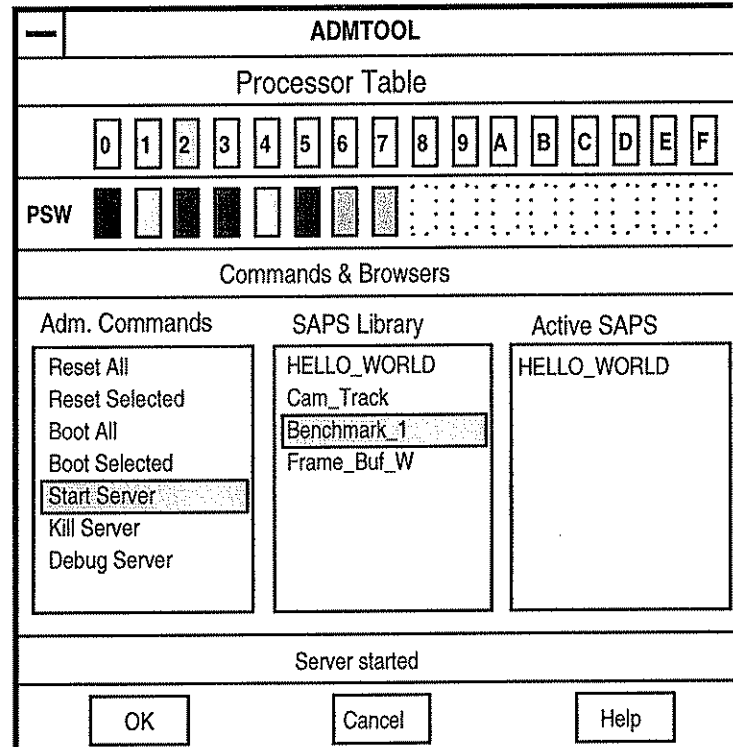 ADMTOOL
Processor Table
0 1 2 3 4 5 6 7 8 9 A B C D E F
PSW
Commands & Browsers
Adm. Commands
Reset All
Reset Selected
Boot All
Boot Selected
Start Server
Kill Server
Debug Server
SAPS Library
HELLO_WORLD
Cam_Track
Benchmark_1
Frame_Buf_W
Active SAPS
HELLO_WORLD
Server started
OK Cancel Help